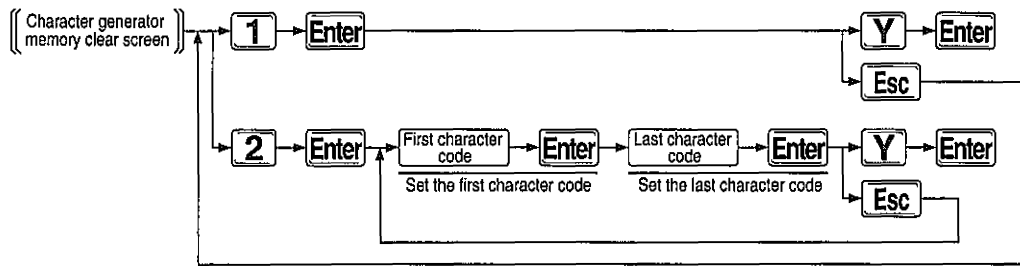 Character generator
memory clear screen
1 Enter Y Enter
Esc
2 Enter First character code Enter Last character code Enter Y Enter
Set the first character code Set the last character code
Esc